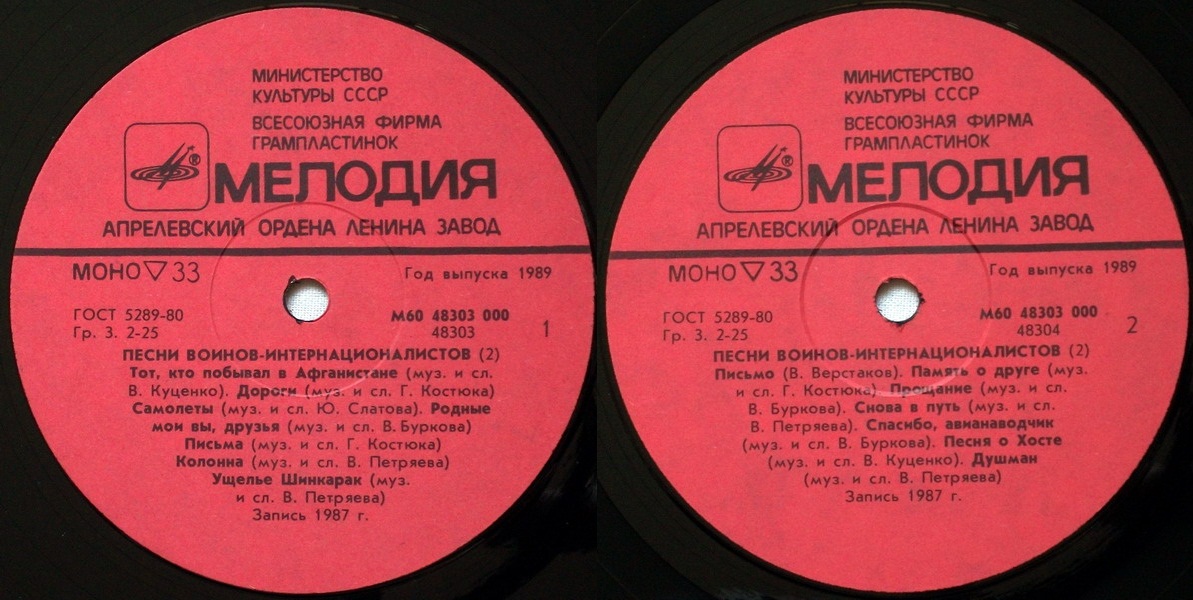 МИНИСТЕРСТВО
КУЛЬТУРЫ СССР
ВСЕСОЮЗНАЯ ФИРМА
ГРАМПЛАСТИНОК
®
МЕЛОДИЯ
АПРЕЛЕВСКИЙ ОРДЕНА ЛЕНИНА ЗАВОД
МОНО 33
Год выпуска 1989
ГОСТ 5289-80
Гр. 3. 2-25
М60 48303 000
48303
1
ПЕСНИ ВОИНОВ-ИНТЕРНАЦИОНАЛИСТОВ (2)
Тот, кто побывал в Афганистане (муз. и сл.
В. Куценко). Дороги (муз. и сл. Г. Костюка)
Самолеты (муз. и сл. Ю. Слатова). Родные
мои вы, друзья (муз. и сл. В. Буркова)
Письма (муз. и сл. Г. Костюка)
Колонна (муз. и сл. В. Петряева)
Ущелье Шинкарак (муз.
и сл. В. Петряева)
Запись 1987 г.
МИНИСТЕРСТВО
КУЛЬТУРЫ СССР
ВСЕСОЮЗНАЯ ФИРМА
ГРАМПЛАСТИНОК
®
МЕЛОДИЯ
АПРЕЛЕВСКИЙ ОРДЕНА ЛЕНИНА ЗАВОД
МОНО 33
Год выпуска 1989
ГОСТ 5289-80
Гр. 3. 2-25
М60 48303 000
48304
2
ПЕСНИ ВОИНОВ-ИНТЕРНАЦИОНАЛИСТОВ (2)
Письмо (В. Верстаков). Память о друге (муз.
и сл. Г. Костюка). Прощание (муз. и сл.
В. Буркова). Снова в путь (муз. и сл.
В. Петряева). Спасибо, авианаводчик
(муз. и сл. В. Буркова). Песня о Хосте
(муз. и сл. В. Куценко). Душман
(муз. и сл. В. Петряева)
Запись 1987 г.